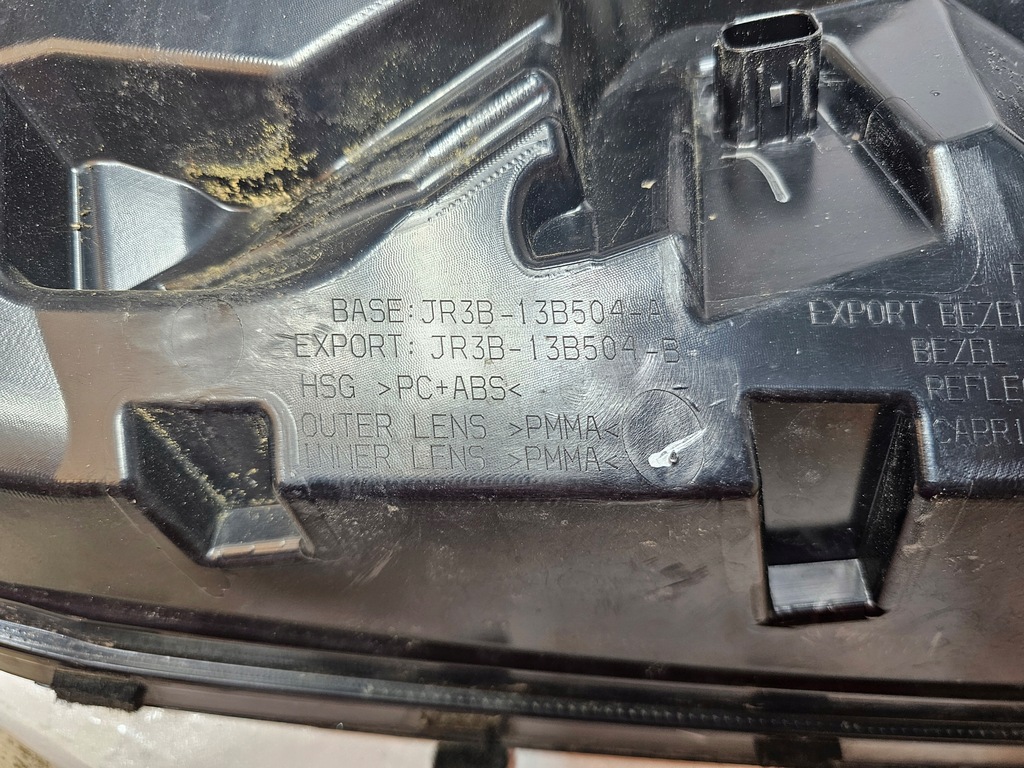 BASE: JR3B-13B504-A
EXPORT: JR3B-13B504-B
HSG >PC+ABS<
OUTER LENS >PMMA<
INNER LENS >PMMA<
EXPORT BEZEL
BEZEL